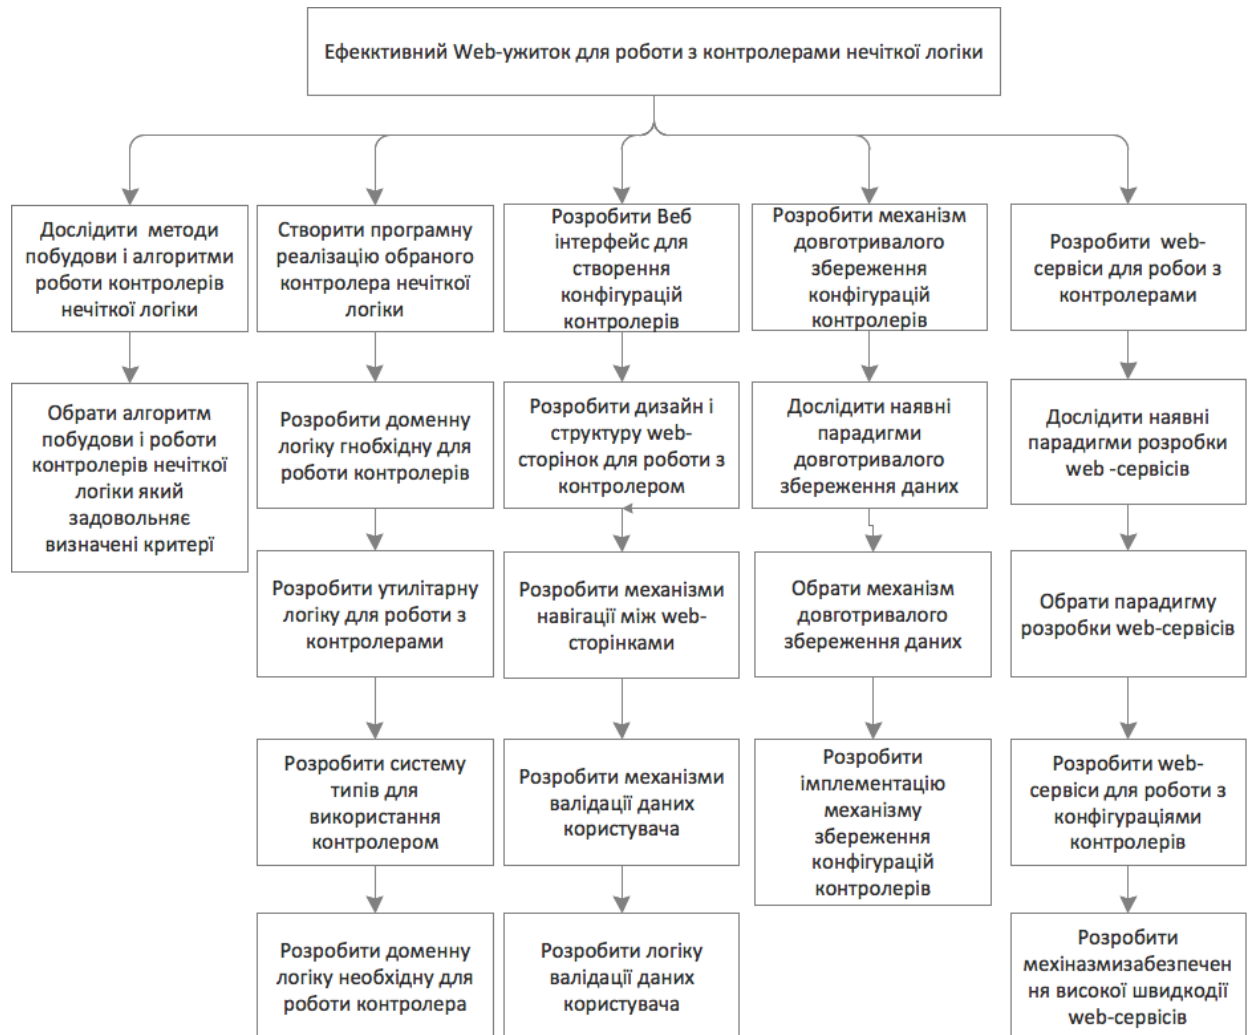 Ефекктивний Web-ужиток для роботи з контролерами нечіткої логіки
Дослідити методи
побудови і алгоритми
роботи контролерів
нечіткої логіки
Створити програмну
реалізацію обраного
контролера нечіткої
логіки
Розробити Веб
інтерфейс для
створення
конфігурацій
контролерів
Розробити механізм
довготривалого
збереження
конфігурацій
контролерів
Розробити web-
сервіси для робои з
контролерами
Обрати алгоритм
побудови і роботи
контролерів нечіткої
логіки який
задовольняє
визначені критерії
Розробити доменну
логіку гнобхідну для
роботи контролерів
Розробити дизайн і
структуру web-
сторінок для роботи з
контролером
Дослідити наявні
парадигми
довготривалого
збереження даних
Дослідити наявні
парадигми розробки
web -сервісів
Розробити утилітарну
логіку для роботи з
контролерами
Розробити механізми
навігації між web-
сторінками
Обрати механізм
довготривалого
збереження даних
Обрати парадигму
розробки web-сервісів
Розробити систему
типів для
використання
контролером
Розробити механізми
валідації даних
користувача
Розробити
імплементацію
механізму
збереження
конфігурацій
контролерів
Розробити web-
сервіси для роботи з
конфігураціями
контролерів
Розробити доменну
логіку необхідну для
роботи контролера
Розробити логіку
валідації даних
користувача
Розробити
мехіназмизабезпечен
ня високої швидкодії
web-сервісів